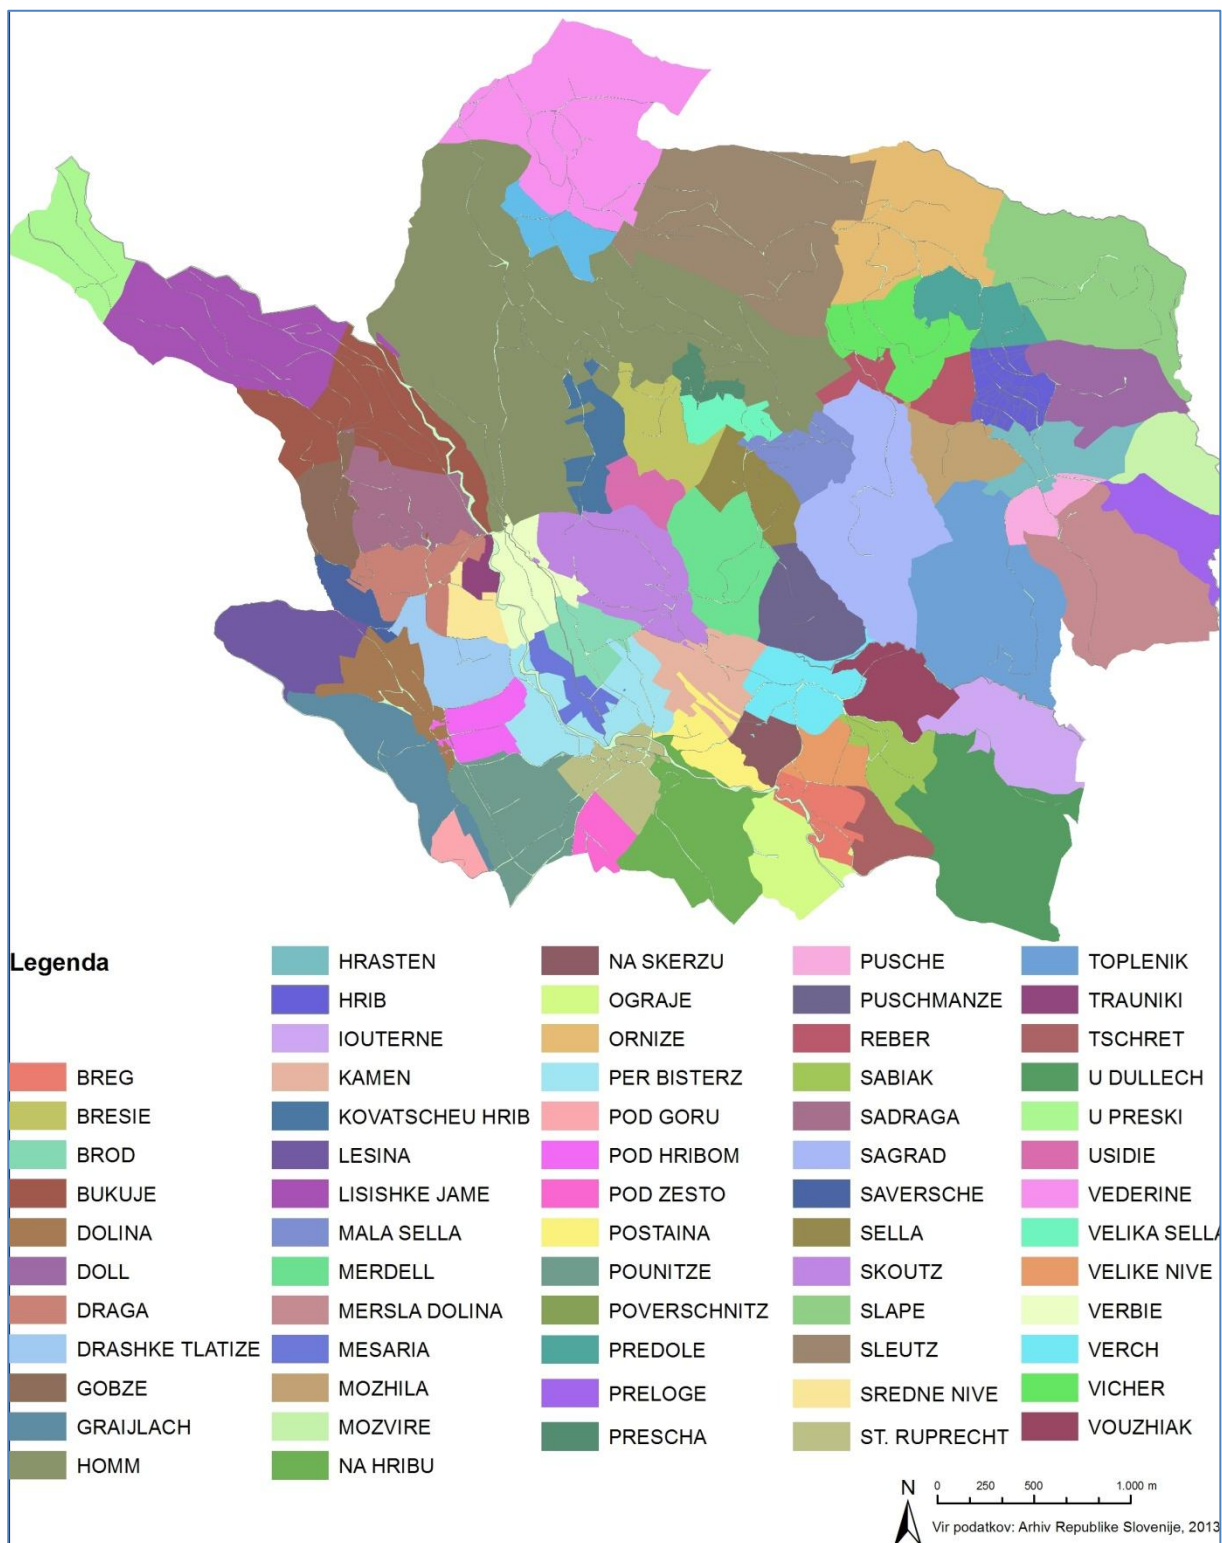 Legenda
BREG
BRESIE
BROD
BUKUJE
DOLINA
DOLL
DRAGA
DRASHKE TLATIZE
GOBZE
GRAIJLACH
HOMM
HRASTEN
HRIB
IOUTERNE
KAMEN
KOVATSCHEU HRIB
LESINA
LISISHKE JAME
MALA SELLA
MERDELL
MERSLA DOLINA
MESARIA
MOZHILA
MOZVIRE
NA HRIBU
NA SKERZU
OGRAJE
ORNIZE
PER BISTERZ
POD GORU
POD HRIBOM
POD ZESTO
POSTAINA
POUNITZE
POVERSCHNITZ
PREDOLE
PRELOGE
PRESCHA
PUSCHE
PUSCHMANZE
REBER
SABIAK
SADRAGA
SAGRAD
SAVERSCHE
SELLA
SKOUTZ
SLAPE
SLEUTZ
SREDNE NIVE
ST. RUPRECHT
TOPLENIK
TRAUNIKI
TSCHRET
U DULLECH
U PRESKI
USIDIE
VEDERINE
VELIKA SELLA
VELIKE NIVE
VERBIE
VERCH
VICHER
VOUZHIAK
N
0 250 500 1.000 m
Vir podatkov: Arhiv Republike Slovenije, 2013